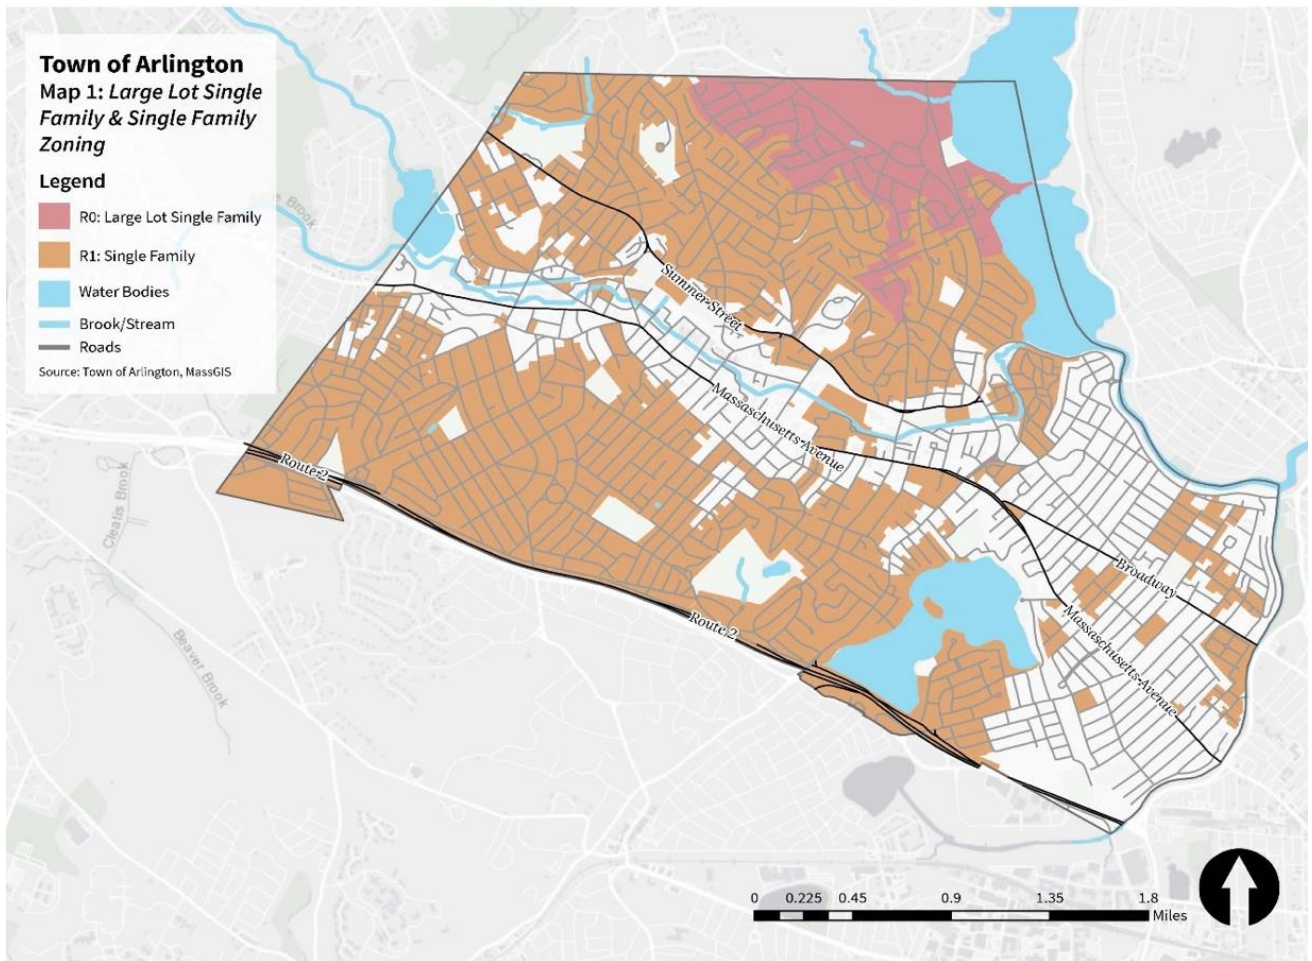 Town of Arlington
Map 1: Large Lot Single
Family & Single Family
Zoning
Legend
R0: Large Lot Single Family
R1: Single Family
Water Bodies
Brook/Stream
Roads
Source: Town of Arlington, MassGIS
Brook
Summer Street
Massachusetts Avenue
Route 2
Cleatis Brook
Broadway
Route 2
Massachusetts Avenue
Beaver Brook
0 0.225 0.45 0.9 1.35 1.8
Miles